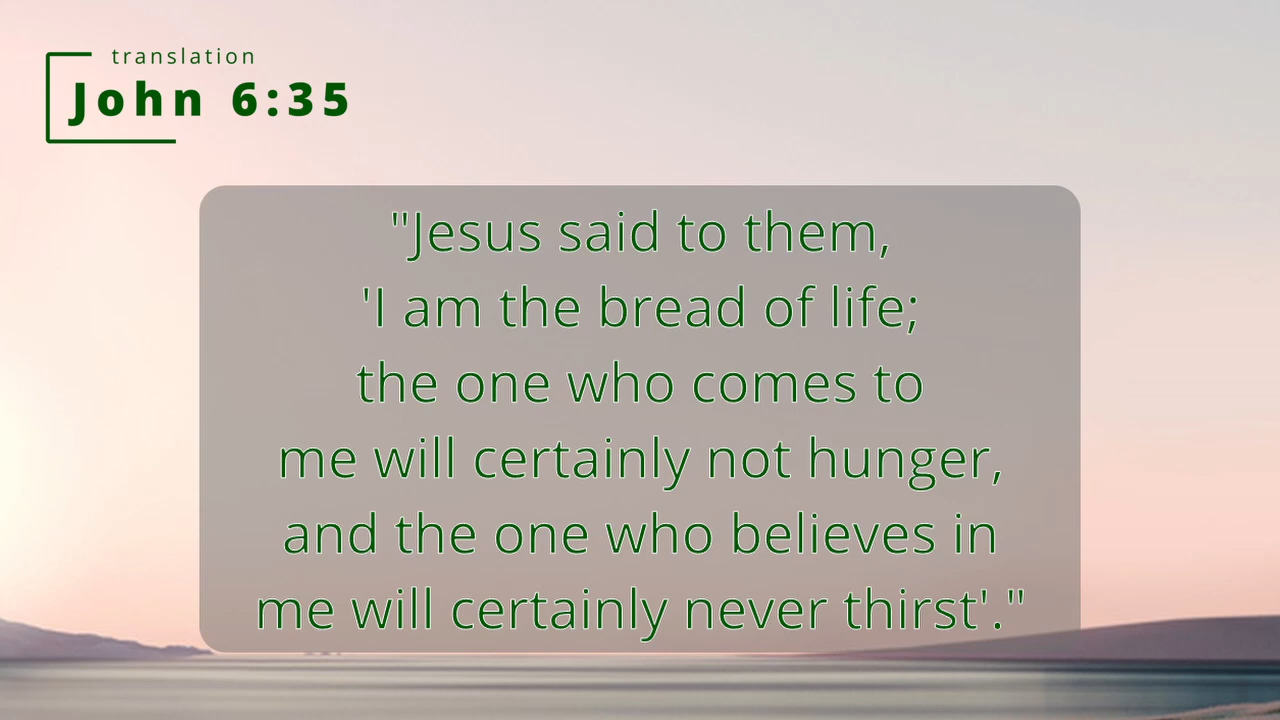 translation
John 6:35
"Jesus said to them,
'I am the bread of life;
the one who comes to
me will certainly not hunger,
and the one who believes in
me will certainly never thirst'."